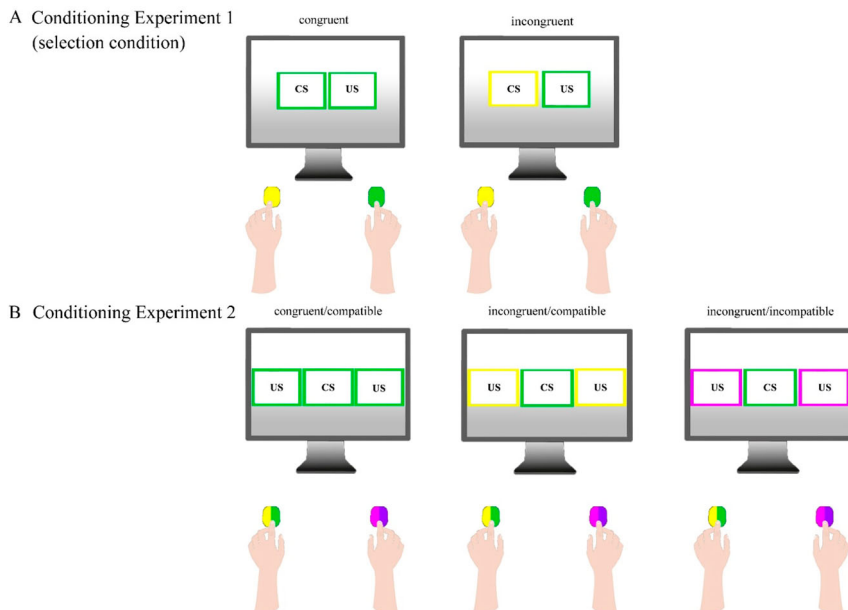 A Conditioning Experiment 1
(selection condition)
congruent
incongruent
CS US
CS US
B Conditioning Experiment 2
congruent/compatible
incongruent/compatible
incongruent/incompatible
US CS US
US CS US
US CS US